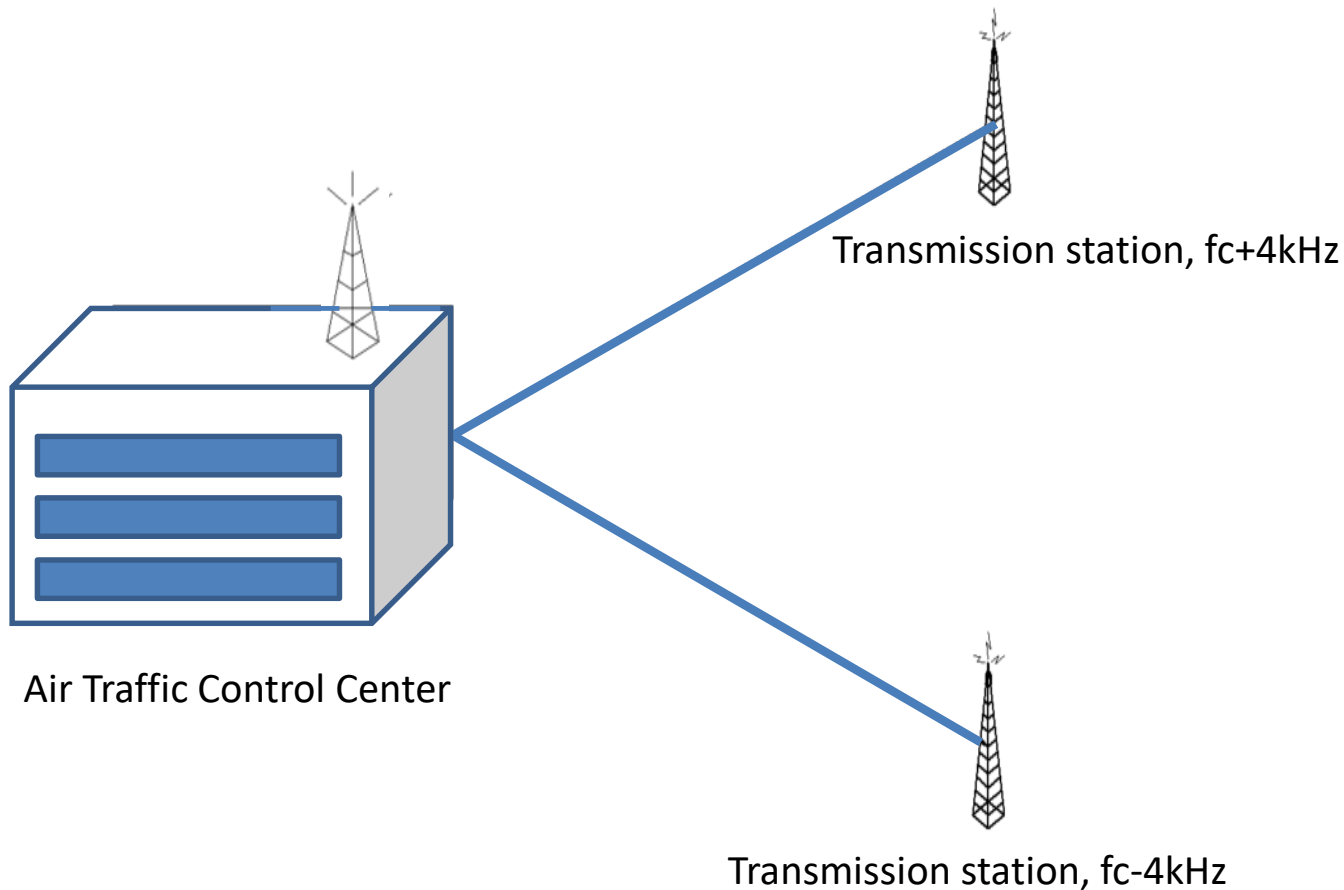 Transmission station, fc+4kHz
Air Traffic Control Center
Transmission station, fc-4kHz